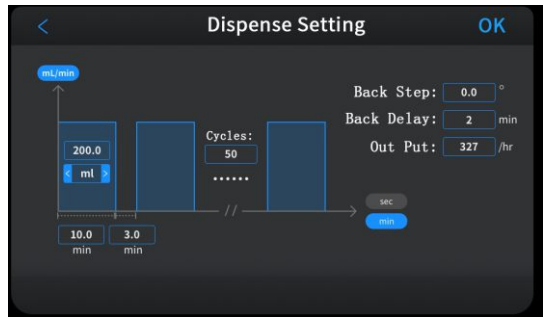 < Dispense Setting OK
mL/min
Back Step: 0.0 °
Back Delay: 2 min
Out Put: 327 /hr
Cycles:
50
200.0
< ml >
......
//
sec
min
10.0 3.0
min min